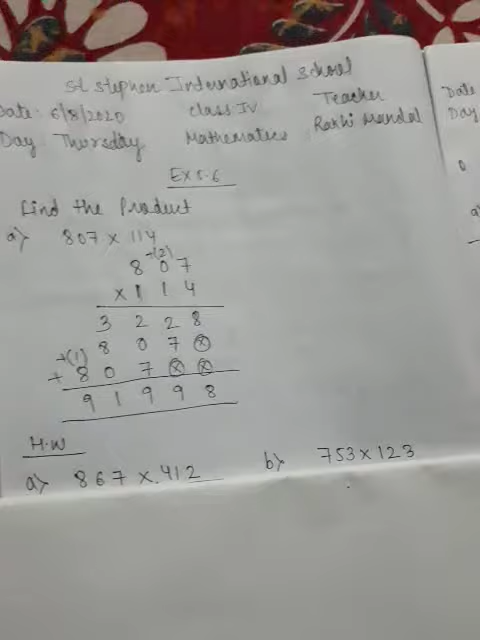 St Stephen International School
Date: 6/8/2020 Class: IV Teacher
Day: Thursday Mathematics Rakhi Mandal
Ex 5.6
Find the Product
a) 807 x 114
→(2)
8 0 7
x 1 1 4
3 2 2 8
8 0 7 ⊗
→(1)
+ 8 0 7 ⊗ ⊗
9 1 9 9 8
H.W
a) 867 x 412 b) 753 x 123
Date
Day